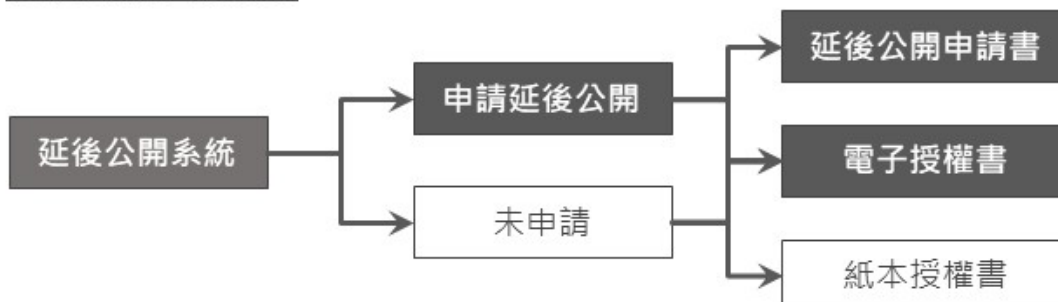 延後公開系統
申請延後公開
未申請
延後公開申請書
電子授權書
紙本授權書